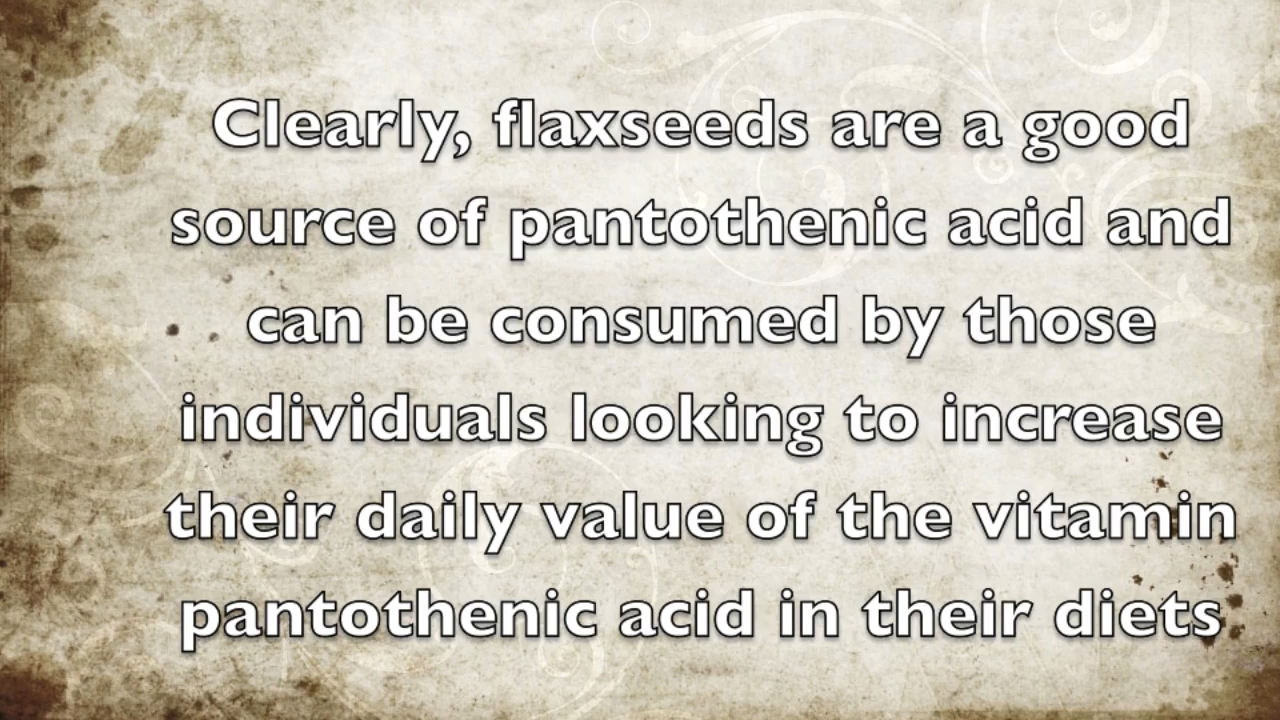 Clearly, flaxseeds are a good
source of pantothenic acid and
can be consumed by those
individuals looking to increase
their daily value of the vitamin
pantothenic acid in their diets